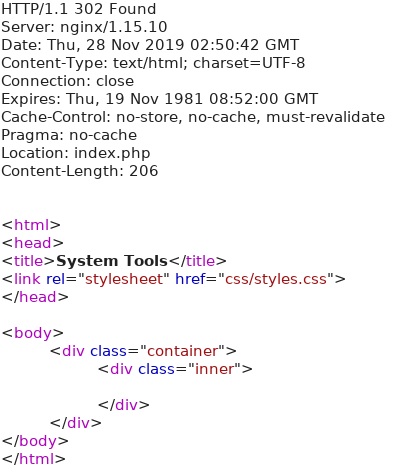 HTTP/1.1 302 Found
Server: nginx/1.15.10
Date: Thu, 28 Nov 2019 02:50:42 GMT
Content-Type: text/html; charset=UTF-8
Connection: close
Expires: Thu, 19 Nov 1981 08:52:00 GMT
Cache-Control: no-store, no-cache, must-revalidate
Pragma: no-cache
Location: index.php
Content-Length: 206

<html>
<head>
<title>System Tools</title>
<link rel="stylesheet" href="css/styles.css">
</head>

<body>
	<div class="container">
		<div class="inner">

		</div>
	</div>
</body>
</html>